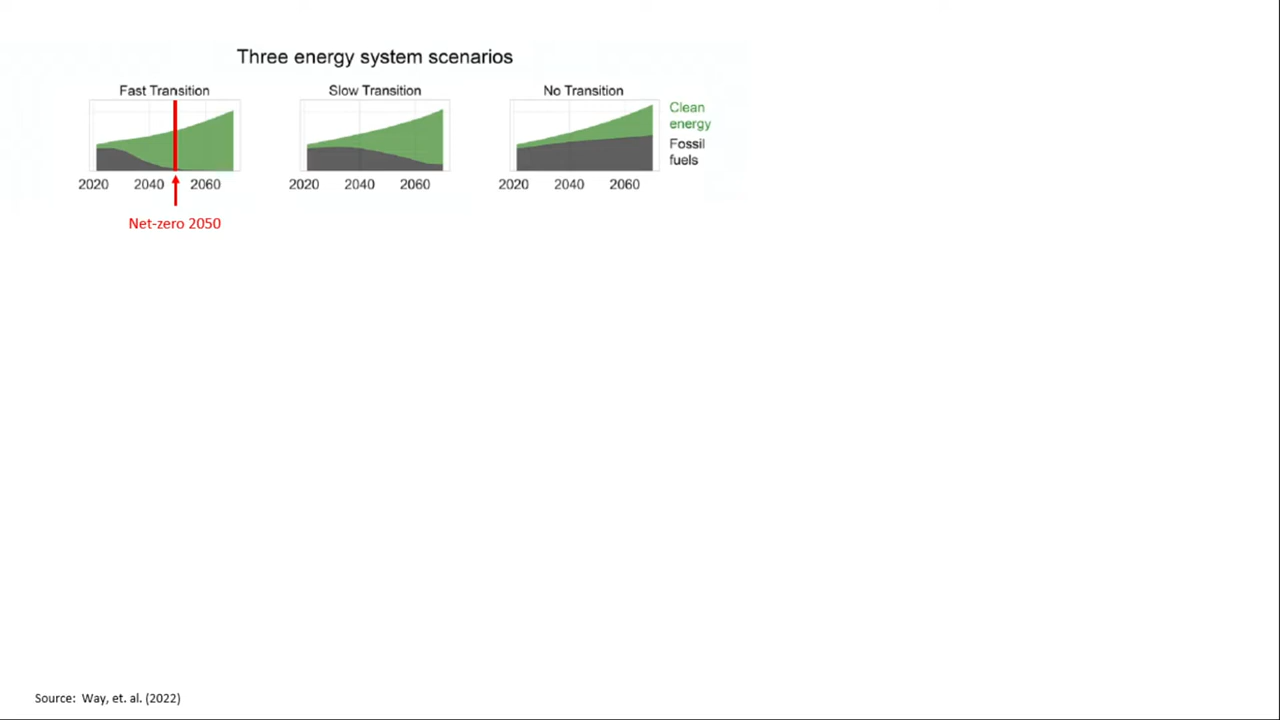 Three energy system scenarios
Fast Transition
Slow Transition
No Transition
Clean
energy
Fossil
fuels
2020 2040 2060
2020 2040 2060
2020 2040 2060
Net-zero 2050
Source: Way, et. al. (2022)